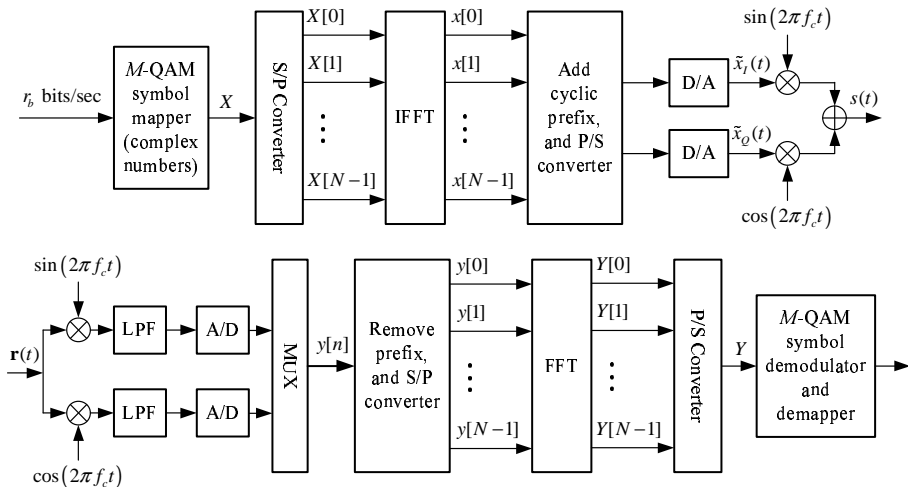 r_b bits/sec
M-QAM
symbol
mapper
(complex
numbers)
X
S/P Converter
X[0]
X[1]
X[N−1]
IFFT
x[0]
x[1]
x[N−1]
Add
cyclic
prefix,
and P/S
converter
D/A
D/A
x̃_I(t)
x̃_Q(t)
sin(2πf_c t)
cos(2πf_c t)
s(t)
sin(2πf_c t)
r(t)
cos(2πf_c t)
LPF
LPF
A/D
A/D
MUX
y[n]
Remove
prefix,
and S/P
converter
y[0]
y[1]
y[N−1]
FFT
Y[0]
Y[1]
Y[N−1]
P/S Converter
Y
M-QAM
symbol
demodulator
and
demapper